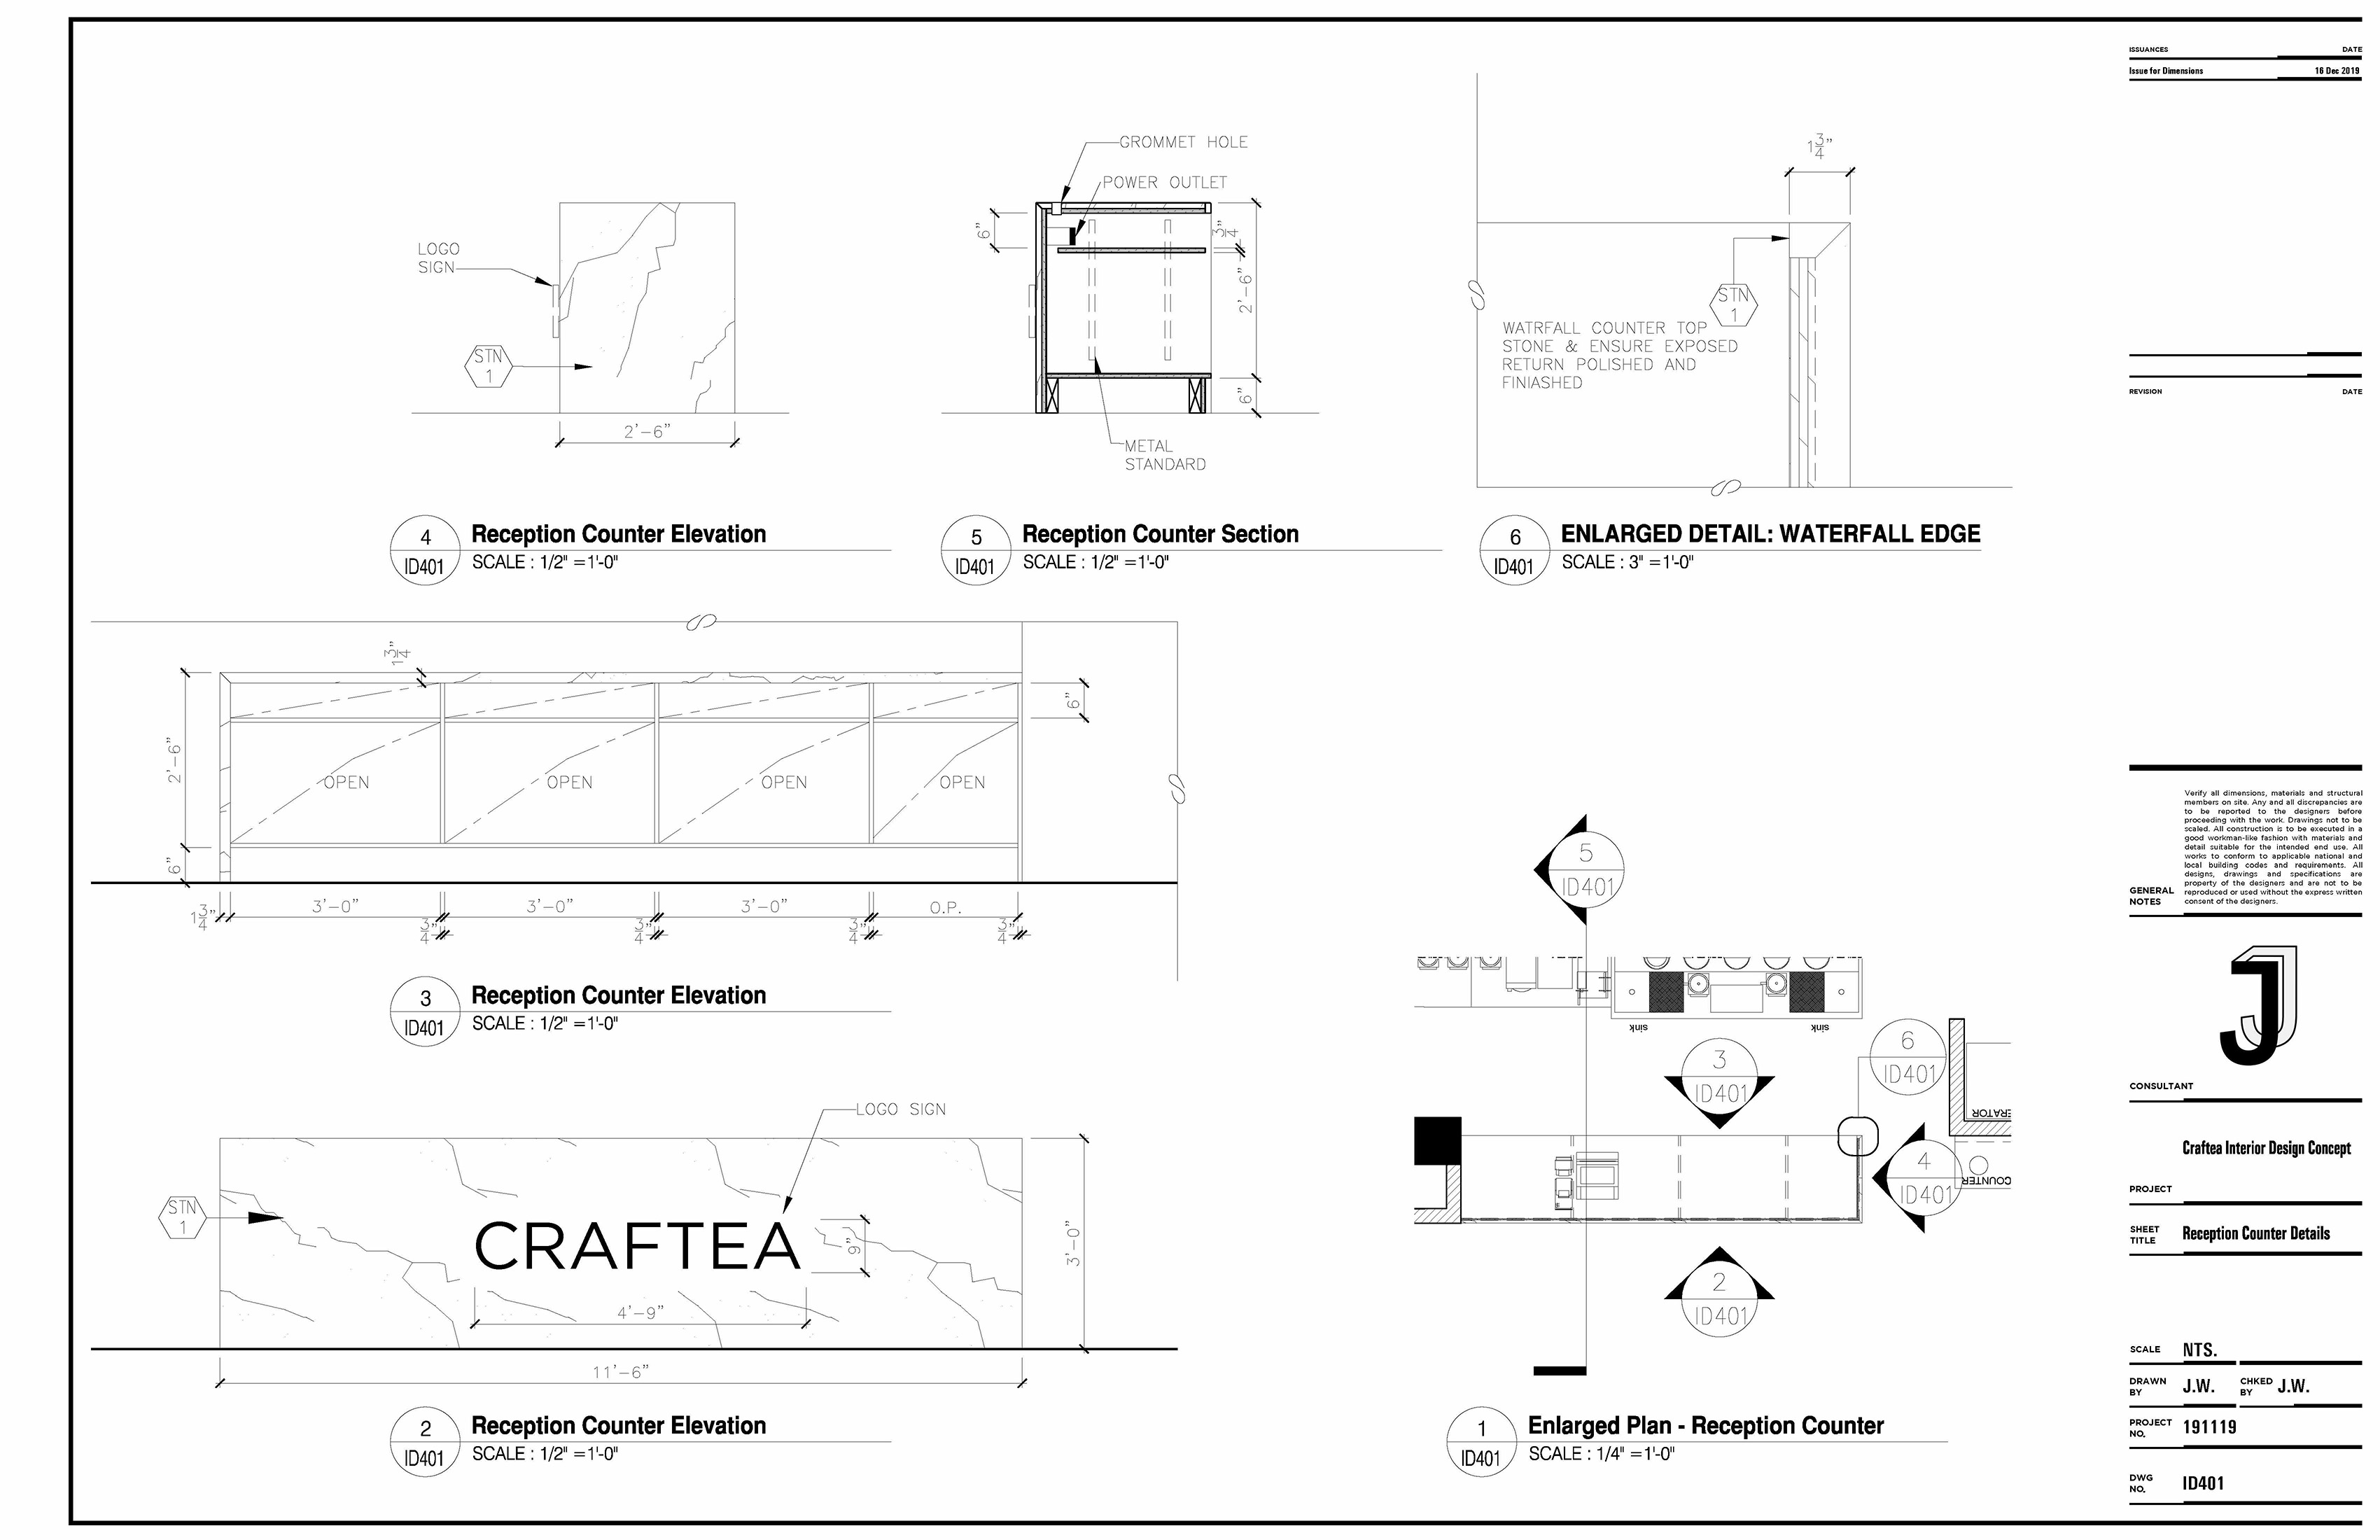 ISSUANCES DATE
Issue for Dimensions 16 Dec 2019
GROMMET HOLE
POWER OUTLET
LOGO
SIGN
STN
1
2'-6"
6"
3/4"
2'-6"
6"
METAL
STANDARD
1 3/4"
STN
1
WATRFALL COUNTER TOP
STONE & ENSURE EXPOSED
RETURN POLISHED AND
FINIASHED
REVISION DATE
4
ID401
Reception Counter Elevation
SCALE : 1/2" =1'-0"
5
ID401
Reception Counter Section
SCALE : 1/2" =1'-0"
6
ID401
ENLARGED DETAIL: WATERFALL EDGE
SCALE : 3" =1'-0"
1 3/4"
6"
2'-6"
6"
OPEN OPEN OPEN OPEN
1 3/4" 3'-0" 3'-0" 3'-0" O.P.
3/4" 3/4" 3/4" 3/4"
3
ID401
Reception Counter Elevation
SCALE : 1/2" =1'-0"
LOGO SIGN
STN
1
CRAFTEA
9"
4'-9"
3'-0"
11'-6"
2
ID401
Reception Counter Elevation
SCALE : 1/2" =1'-0"
5
ID401
sink sink
3
ID401
6
ID401
ERATOR
4
ID401
COUNTER
2
ID401
1
ID401
Enlarged Plan - Reception Counter
SCALE : 1/4" =1'-0"
Verify all dimensions, materials and structural
members on site. Any and all discrepancies are
to be reported to the designers before
proceeding with the work. Drawings not to be
scaled. All construction is to be executed in a
good workman-like fashion with materials and
detail suitable for the intended end use. All
works to conform to applicable national and
local building codes and requirements. All
designs, drawings and specifications are
property of the designers and are not to be
reproduced or used without the express written
consent of the designers.
GENERAL
NOTES
J
CONSULTANT
Craftea Interior Design Concept
PROJECT
SHEET
TITLE
Reception Counter Details
SCALE NTS.
DRAWN
BY
J.W.
CHKED
BY
J.W.
PROJECT
NO.
191119
DWG
NO.
ID401